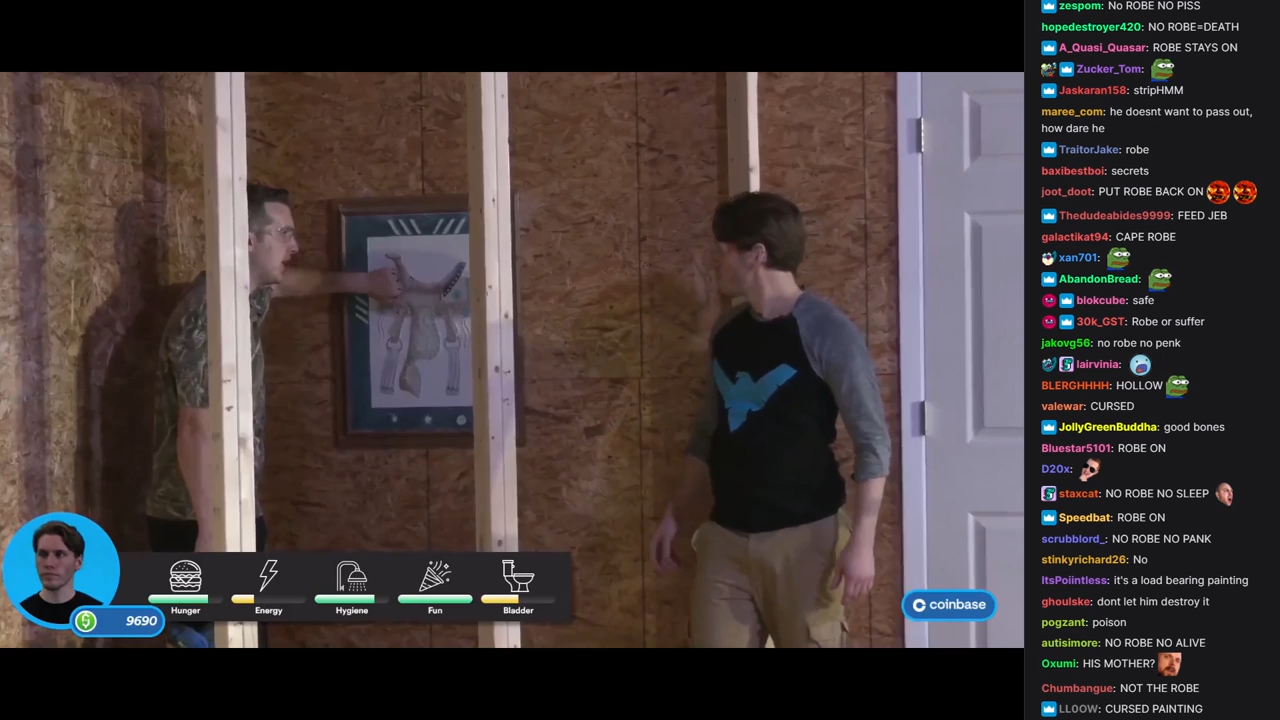 zespom: No ROBE NO PISS
hopedestroyer420: NO ROBE=DEATH
A_Quasi_Quasar: ROBE STAYS ON
Zucker_Tom:
Jaskaran158: stripHMM
maree_com: he doesnt want to pass out,
how dare he
TraitorJake: robe
baxibestboi: secrets
joot_doot: PUT ROBE BACK ON
Thedudeabides9999: FEED JEB
galactikat94: CAPE ROBE
xan701:
AbandonBread:
blokcube: safe
30k_GST: Robe or suffer
jakovg56: no robe no penk
lairvinia:
BLERGHHHH: HOLLOW
valewar: CURSED
JollyGreenBuddha: good bones
Bluestar5101: ROBE ON
D20x:
staxcat: NO ROBE NO SLEEP
Speedbat: ROBE ON
scrubblord_: NO ROBE NO PANK
stinkyrichard26: No
ItsPoiintless: it's a load bearing painting
ghoulske: dont let him destroy it
pogzant: poison
autisimore: NO ROBE NO ALIVE
Oxumi: HIS MOTHER?
Chumbangue: NOT THE ROBE
LL0OW: CURSED PAINTING
Hunger
Energy
Hygiene
Fun
Bladder
9690
coinbase